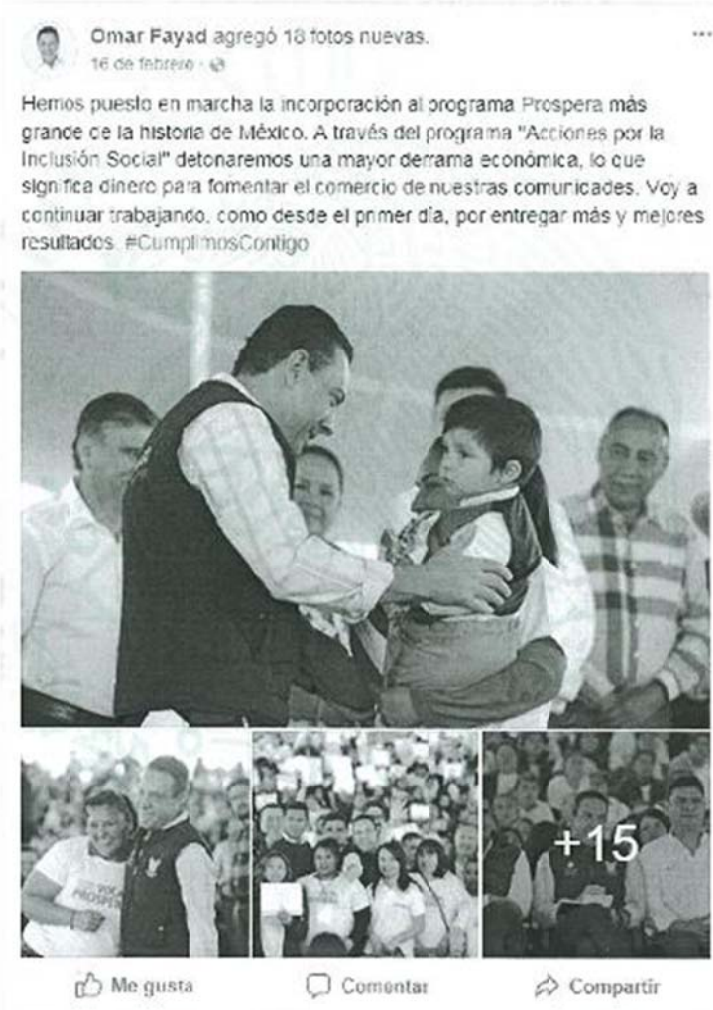 Omar Fayad agregó 18 fotos nuevas.
16 de febrero ·
Hemos puesto en marcha la incorporación al programa Prospera más
grande de la historia de México. A través del programa "Acciones por la
Inclusión Social" detonaremos una mayor derrama económica, lo que
significa dinero para fomentar el comercio de nuestras comunidades. Voy a
continuar trabajando, como desde el primer día, por entregar más y mejores
resultados. #CumplimosContigo
PROSPERA
+15
Me gusta
Comentar
Compartir